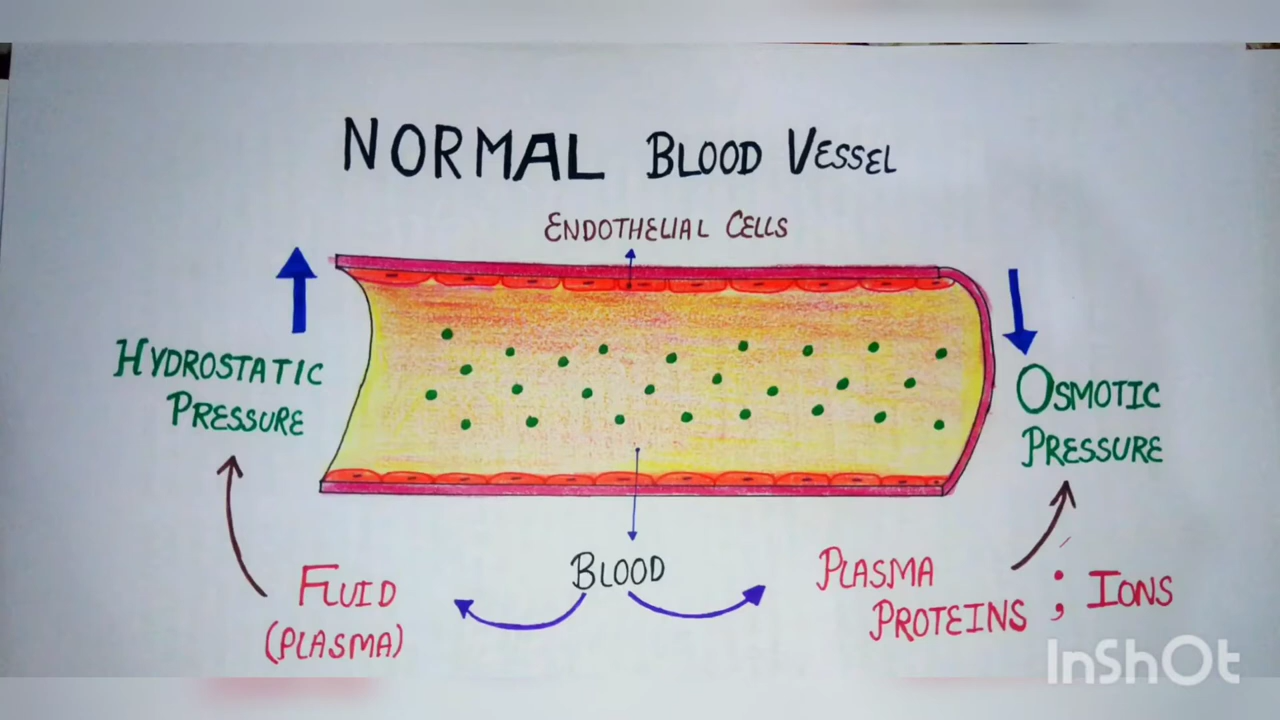 NORMAL BLOOD VESSEL
ENDOTHELIAL CELLS
HYDROSTATIC
PRESSURE
OSMOTIC
PRESSURE
BLOOD
FLUID
(PLASMA)
PLASMA
PROTEINS ; IONS
InShOt